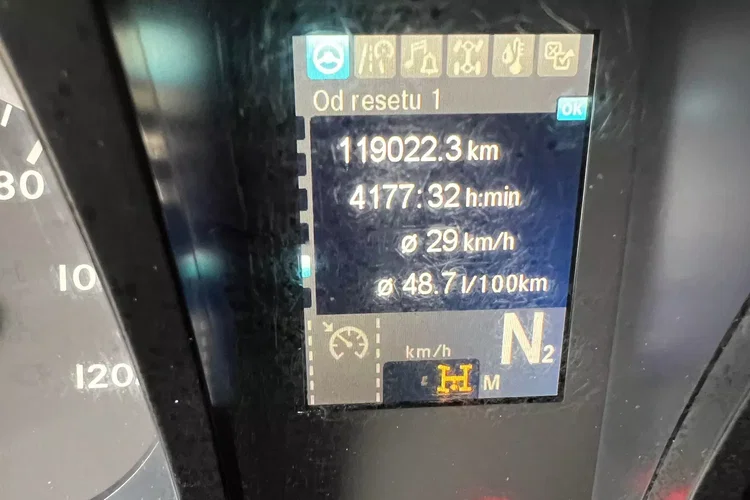 Od resetu 1
OK
119022.3 km
4177:32 h:min
ø 29 km/h
ø 48.7 l/100km
km/h
N2
M
80
120